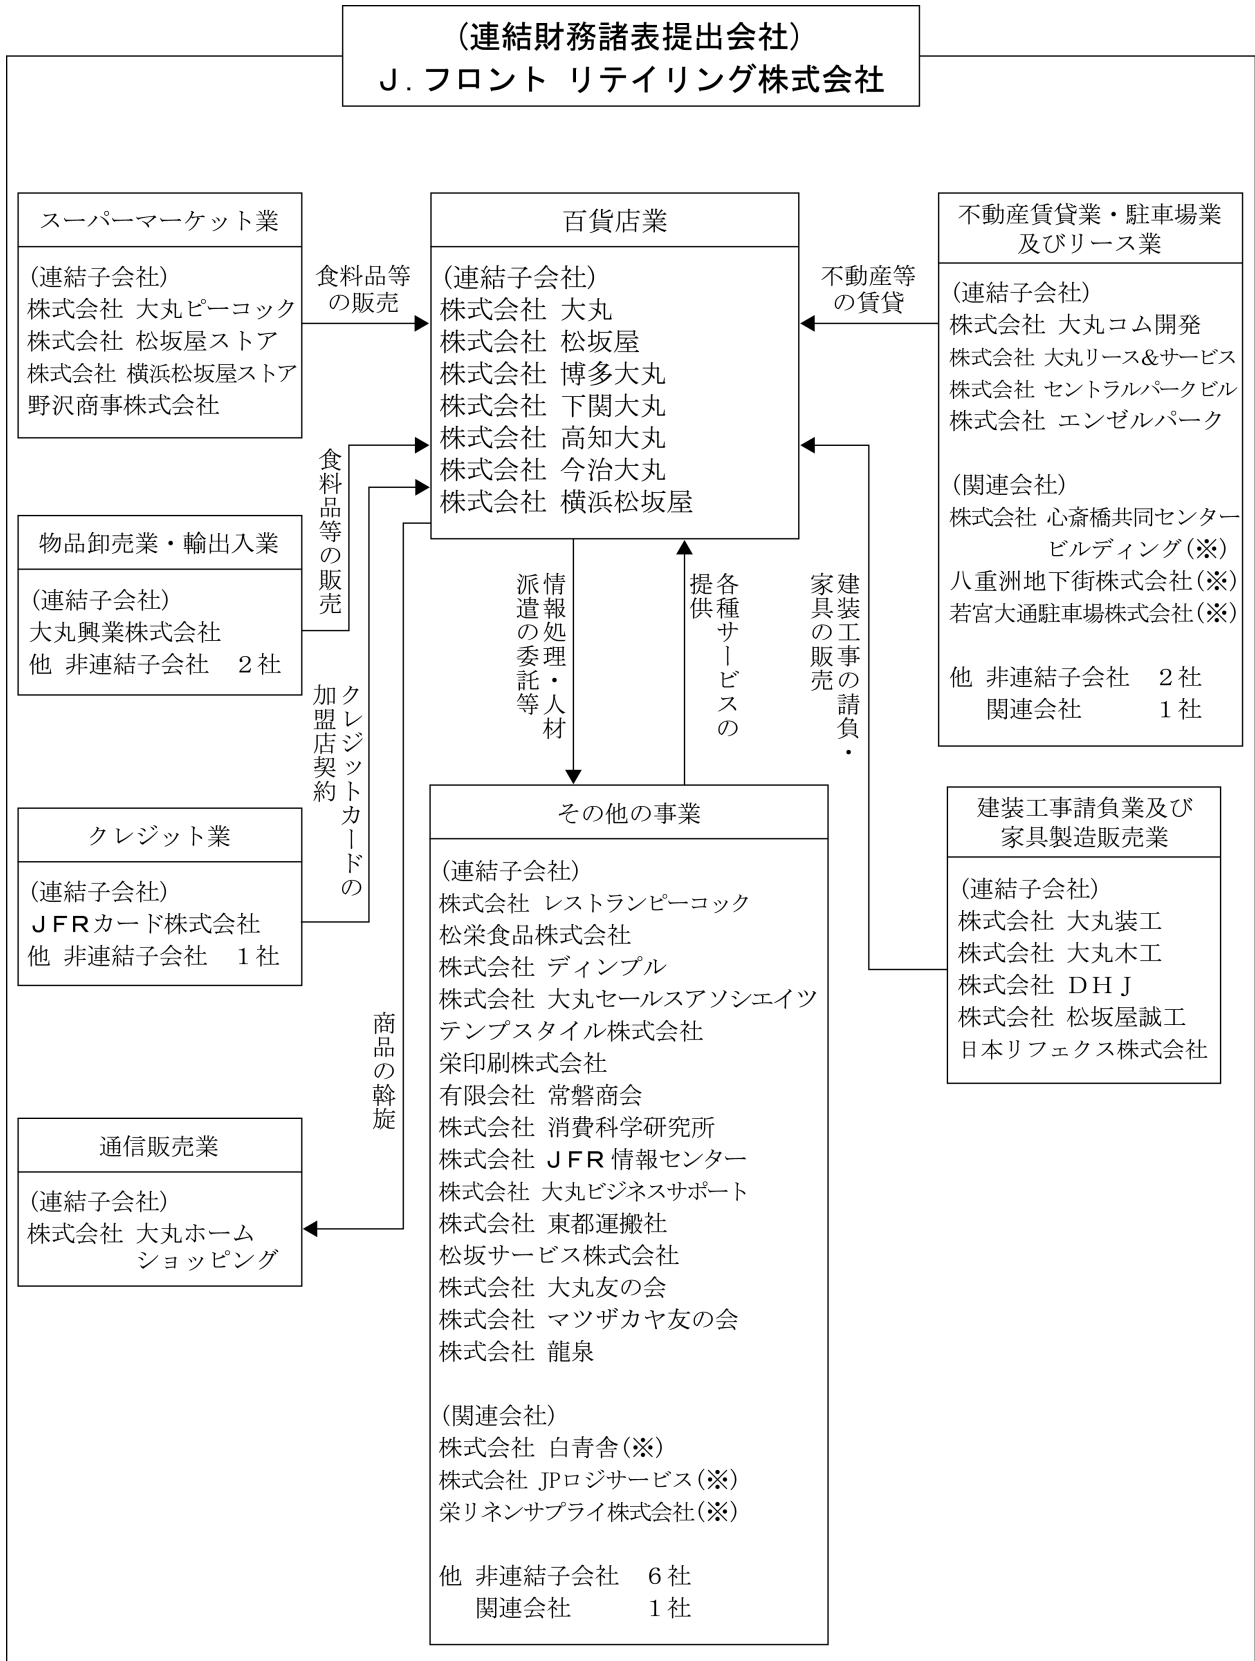 (連結財務諸表提出会社)
J.フロント リテイリング株式会社
スーパーマーケット業
(連結子会社)
株式会社 大丸ピーコック
株式会社 松坂屋ストア
株式会社 横浜松坂屋ストア
野沢商事株式会社
食料品等
の販売
百貨店業
(連結子会社)
株式会社 大丸
株式会社 松坂屋
株式会社 博多大丸
株式会社 下関大丸
株式会社 高知大丸
株式会社 今治大丸
株式会社 横浜松坂屋
不動産等
の賃貸
不動産賃貸業・駐車場業
及びリース業
(連結子会社)
株式会社 大丸コム開発
株式会社 大丸リース&サービス
株式会社 セントラルパークビル
株式会社 エンゼルパーク
(関連会社)
株式会社 心斎橋共同センター
ビルディング(※)
八重洲地下街株式会社(※)
若宮大通駐車場株式会社(※)
他 非連結子会社 2社
関連会社 1社
物品卸売業・輸出入業
(連結子会社)
大丸興業株式会社
他 非連結子会社 2社
食料品等の販売
クレジット業
(連結子会社)
JFRカード株式会社
他 非連結子会社 1社
クレジットカードの
加盟店契約
通信販売業
(連結子会社)
株式会社 大丸ホーム
ショッピング
商品の斡旋
情報処理・人材
派遣の委託等
各種サービスの
提供
建装工事の請負・
家具の販売
その他の事業
(連結子会社)
株式会社 レストランピーコック
松栄食品株式会社
株式会社 ディンプル
株式会社 大丸セールスアソシエイツ
テンプスタイル株式会社
栄印刷株式会社
有限会社 常磐商会
株式会社 消費科学研究所
株式会社 JFR情報センター
株式会社 大丸ビジネスサポート
株式会社 東都運搬社
松坂サービス株式会社
株式会社 大丸友の会
株式会社 マツザカヤ友の会
株式会社 龍泉
(関連会社)
株式会社 白青舎(※)
株式会社 JPロジサービス(※)
栄リネンサプライ株式会社(※)
他 非連結子会社 6社
関連会社 1社
建装工事請負業及び
家具製造販売業
(連結子会社)
株式会社 大丸装工
株式会社 大丸木工
株式会社 DHJ
株式会社 松坂屋誠工
日本リフェクス株式会社